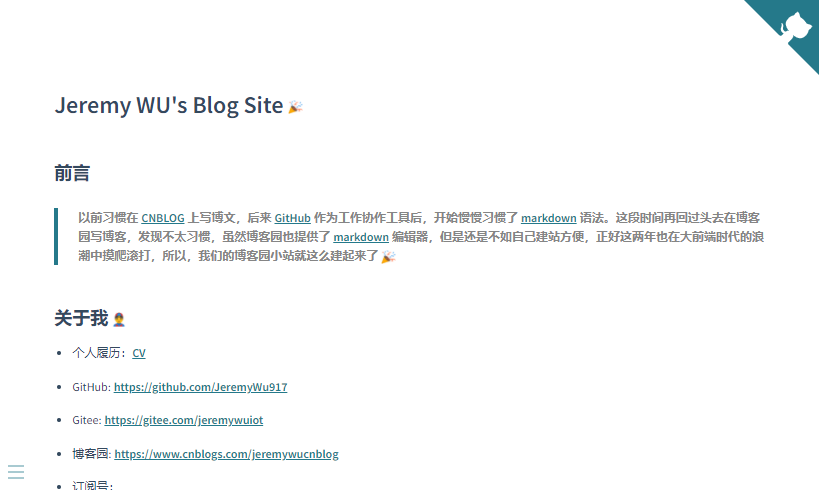 Jeremy WU's Blog Site 🎉
前言
以前习惯在 CNBLOG 上写博文，后来 GitHub 作为工作协作工具后，开始慢慢习惯了 markdown 语法。这段时间再回过头去在博客
园写博客，发现不太习惯，虽然博客园也提供了 markdown 编辑器，但是还是不如自己建站方便，正好这两年也在大前端时代的浪
潮中摸爬滚打，所以，我们的博客园小站就这么建起来了 🎉
关于我
个人履历：CV
GitHub: https://github.com/JeremyWu917
Gitee: https://gitee.com/jeremywuiot
博客园: https://www.cnblogs.com/jeremywucnblog
订阅号：